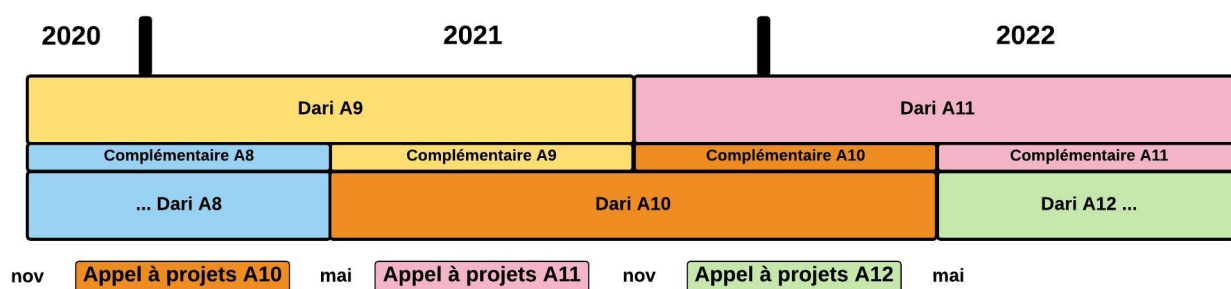 2020 2021 2022
Dari A9 Dari A11
Complémentaire A8 Complémentaire A9 Complémentaire A10 Complémentaire A11
... Dari A8 Dari A10 Dari A12 ...
nov Appel à projets A10 mai Appel à projets A11 nov Appel à projets A12 mai